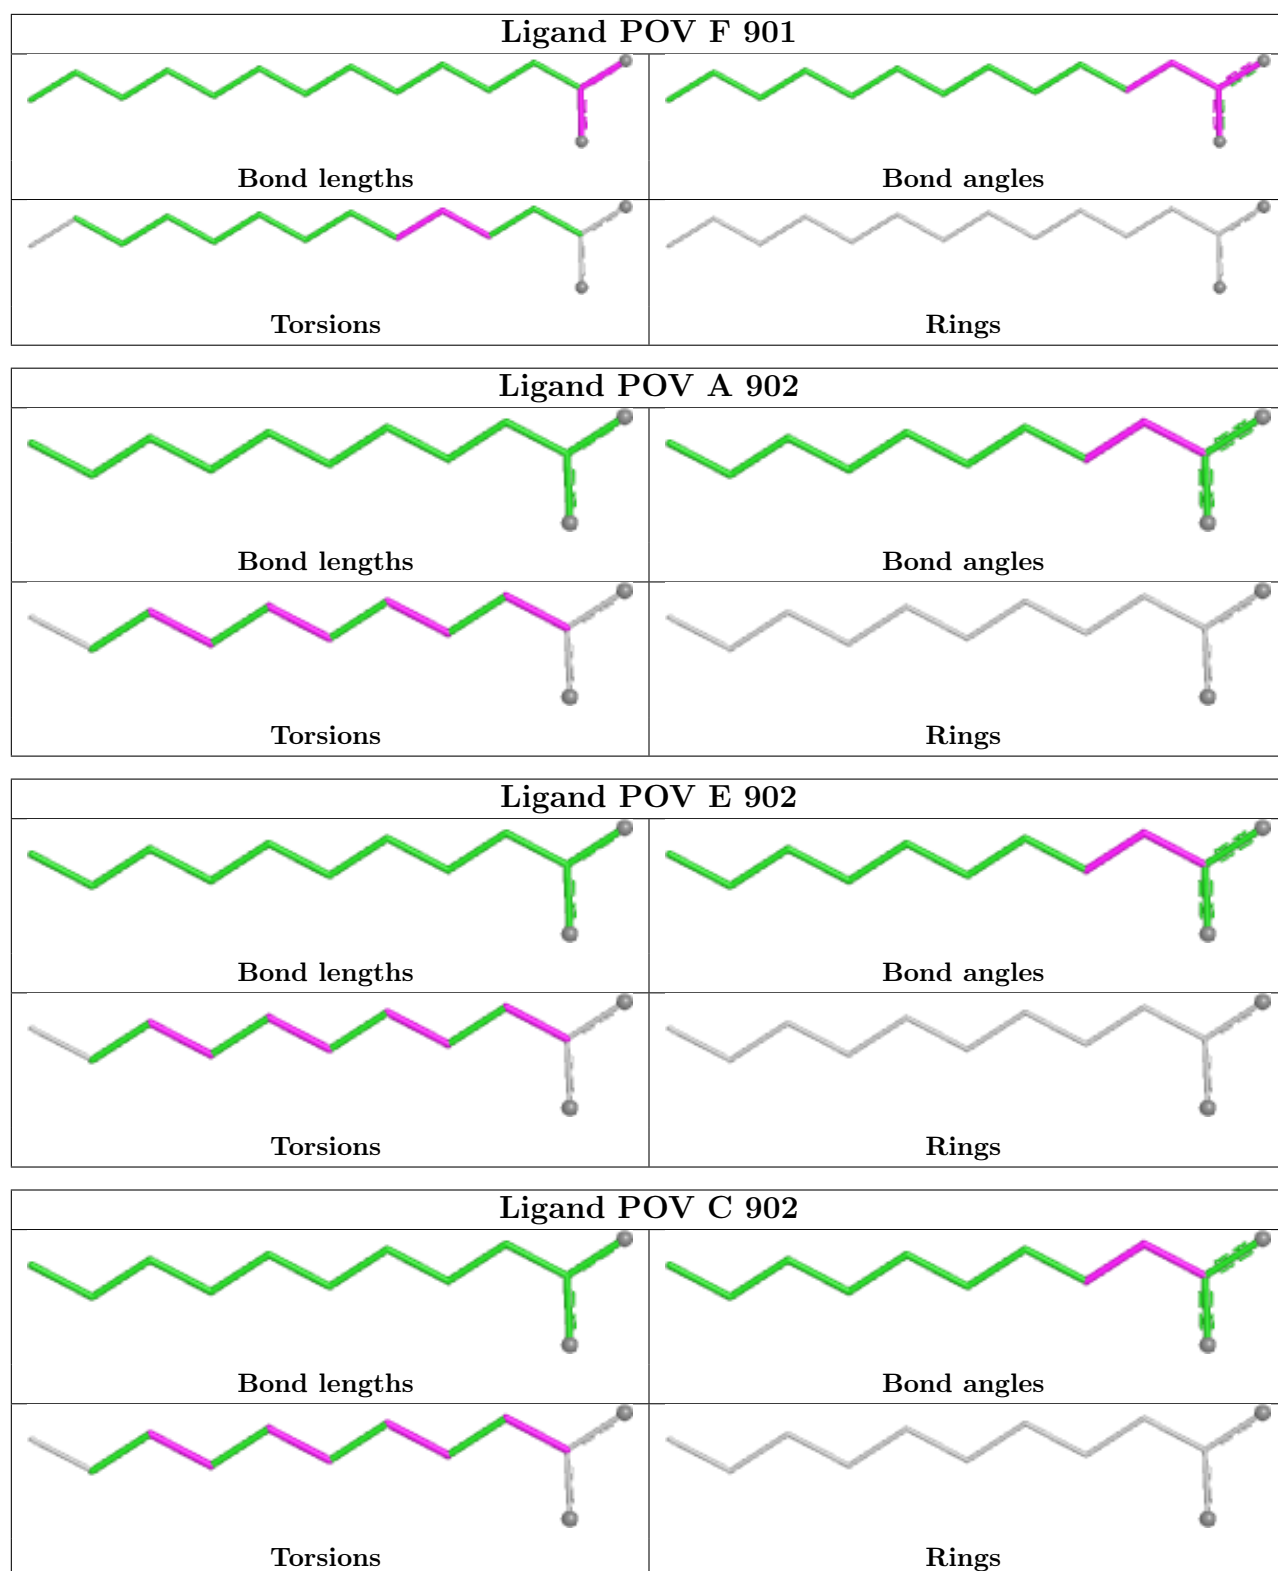 Ligand POV F 901
Bond lengths
Bond angles
Torsions
Rings
Ligand POV A 902
Bond lengths
Bond angles
Torsions
Rings
Ligand POV E 902
Bond lengths
Bond angles
Torsions
Rings
Ligand POV C 902
Bond lengths
Bond angles
Torsions
Rings